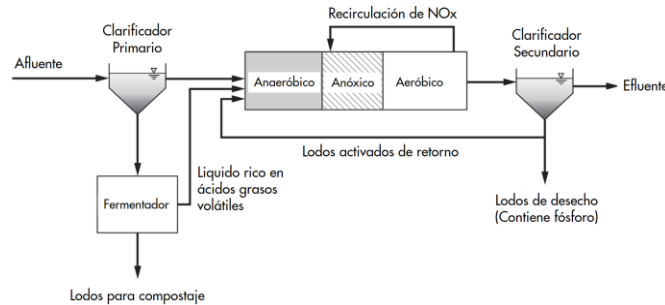 Recirculación de NOx
Clarificador
Primario
Clarificador
Secundario
Afluente
Anaeróbico
Anóxico
Aeróbico
Efluente
Lodos activados de retorno
Liquido rico en
ácidos grasos
volátiles
Fermentador
Lodos de desecho
(Contiene fósforo)
Lodos para compostaje